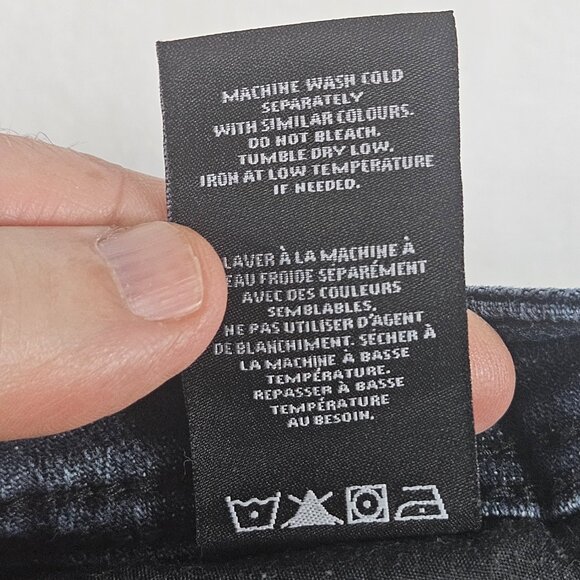 MACHINE WASH COLD
SEPARATELY
WITH SIMILAR COLOURS.
DO NOT BLEACH.
TUMBLE DRY LOW.
IRON AT LOW TEMPERATURE
IF NEEDED.
LAVER À LA MACHINE À
EAU FROIDE SÉPARÉMENT
AVEC DES COULEURS
SEMBLABLES.
NE PAS UTILISER D'AGENT
DE BLANCHIMENT. SÉCHER À
LA MACHINE À BASSE
TEMPÉRATURE.
REPASSER À BASSE
TEMPÉRATURE
AU BESOIN.